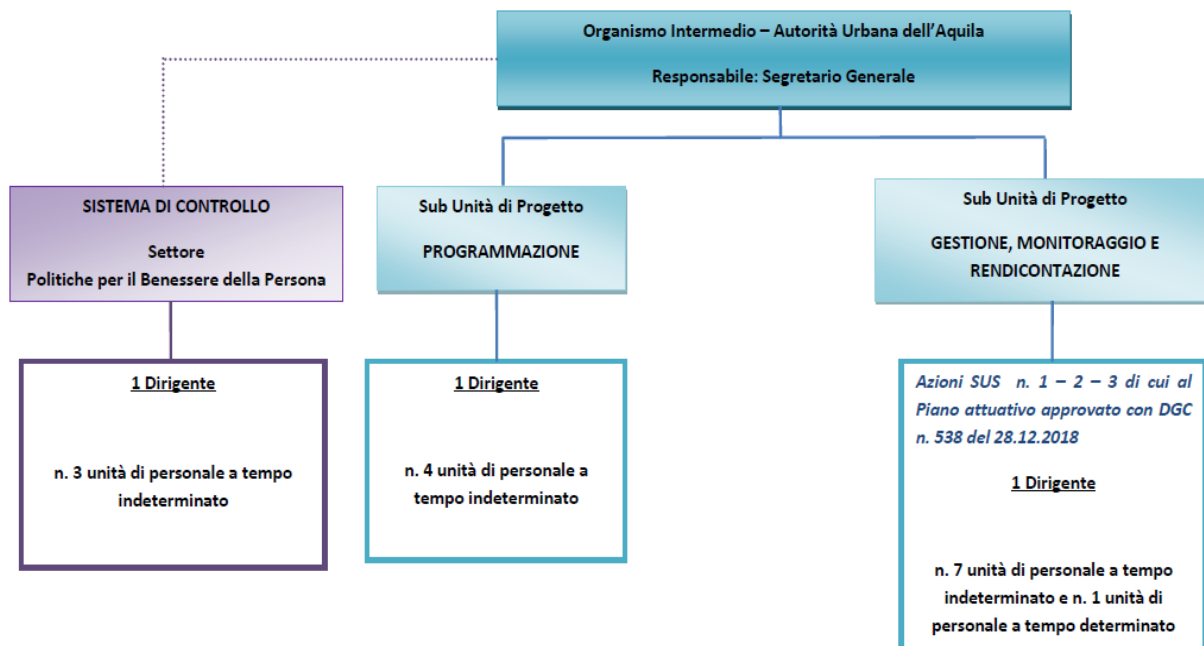 Organismo Intermedio – Autorità Urbana dell'Aquila
Responsabile: Segretario Generale
SISTEMA DI CONTROLLO
Settore
Politiche per il Benessere della Persona
Sub Unità di Progetto
PROGRAMMAZIONE
Sub Unità di Progetto
GESTIONE, MONITORAGGIO E
RENDICONTAZIONE
1 Dirigente
n. 3 unità di personale a tempo
indeterminato
1 Dirigente
n. 4 unità di personale a
tempo indeterminato
Azioni SUS n. 1 – 2 – 3 di cui al
Piano attuativo approvato con DGC
n. 538 del 28.12.2018
1 Dirigente
n. 7 unità di personale a tempo
indeterminato e n. 1 unità di
personale a tempo determinato